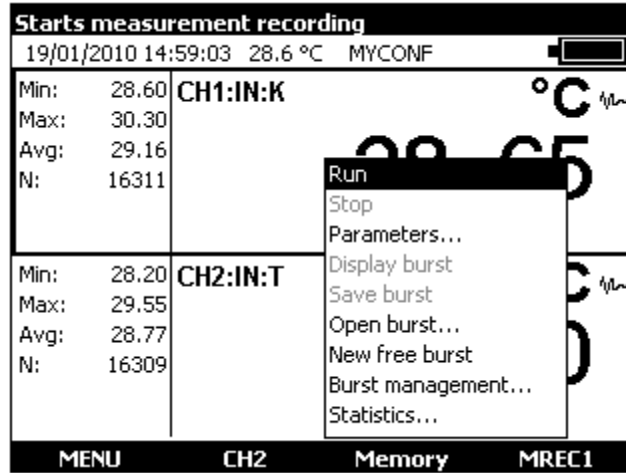 Starts measurement recording
19/01/2010 14:59:03 28.6 °C MYCONF
Min: 28.60 CH1:IN:K °C
Max: 30.30
Avg: 29.16
N: 16311
Run
Stop
Parameters...
Display burst
Save burst
Open burst...
New free burst
Burst management...
Statistics...
Min: 28.20 CH2:IN:T
Max: 29.55
Avg: 28.77
N: 16309
MENU CH2 Memory MREC1